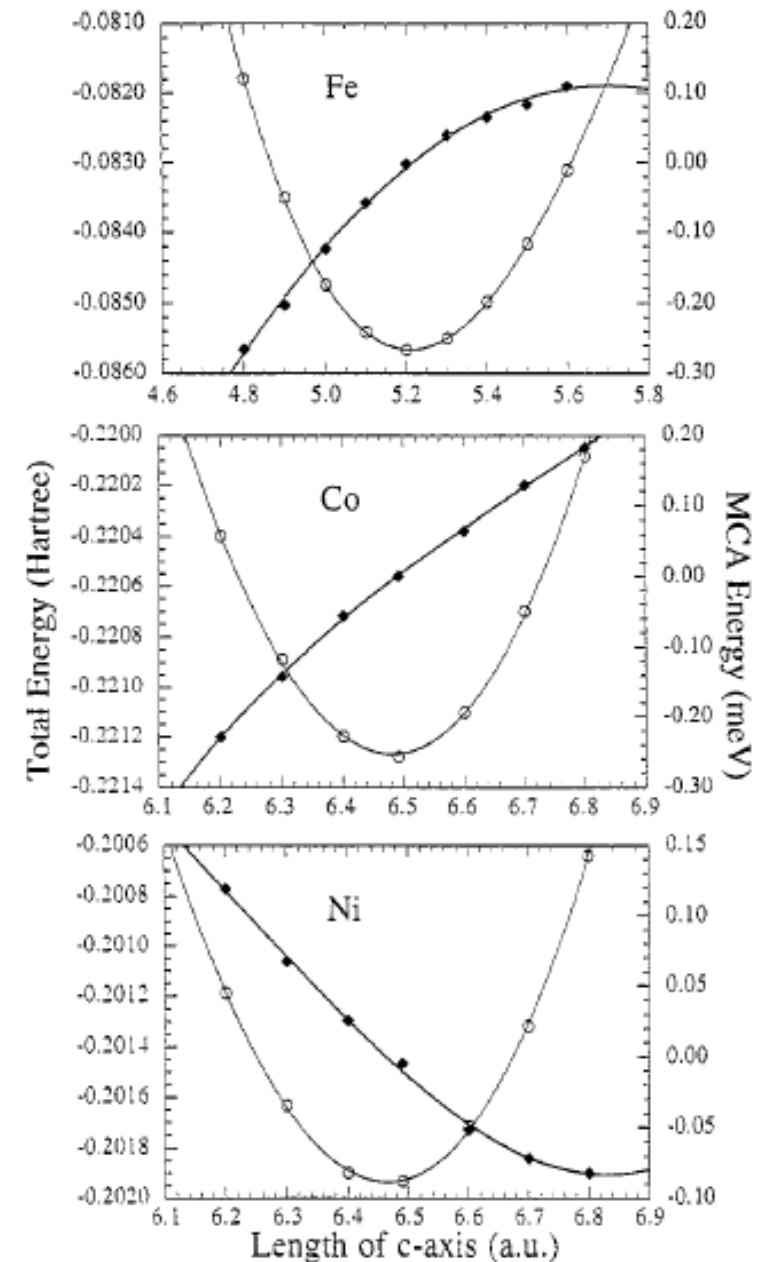 -0.0810 0.20
-0.0820 Fe 0.10
-0.0830 0.00
-0.0840 -0.10
-0.0850 -0.20
-0.0860 -0.30
4.6 4.8 5.0 5.2 5.4 5.6 5.8
-0.2200 0.20
-0.2202 Co 0.10
-0.2204
-0.2206 0.00
-0.2208 -0.10
-0.2210
-0.2212 -0.20
-0.2214 -0.30
6.1 6.2 6.3 6.4 6.5 6.6 6.7 6.8 6.9
Total Energy (Hartree)
MCA Energy (meV)
-0.2006 0.15
-0.2008 Ni 0.10
-0.2010
-0.2012 0.05
-0.2014 0.00
-0.2016
-0.2018 -0.05
-0.2020 -0.10
6.1 6.2 6.3 6.4 6.5 6.6 6.7 6.8 6.9
Length of c-axis (a.u.)